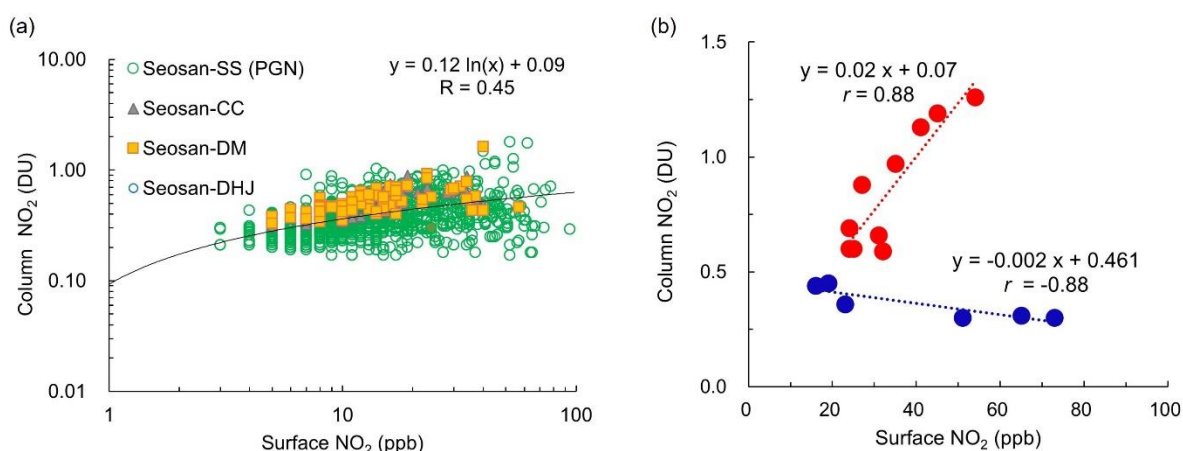 (a)
10.00
1.00
0.10
0.01
Column NO₂ (DU)
Seosan-SS (PGN)
Seosan-CC
Seosan-DM
Seosan-DHJ
y = 0.12 ln(x) + 0.09
R = 0.45
1 10 100
Surface NO₂ (ppb)
(b)
1.5
1.0
0.5
0.0
Column NO₂ (DU)
y = 0.02 x + 0.07
r = 0.88
y = -0.002 x + 0.461
r = -0.88
0 20 40 60 80 100
Surface NO₂ (ppb)